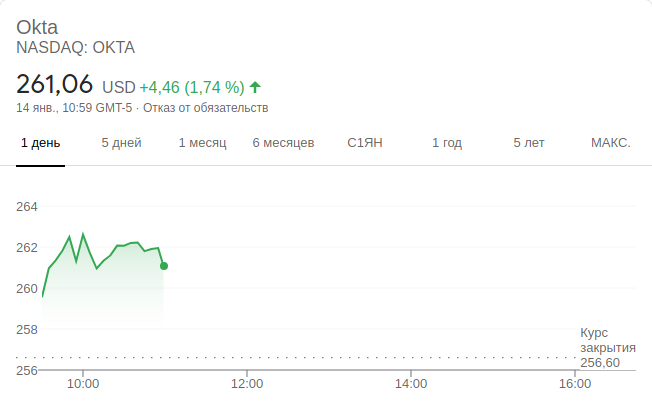 Okta
NASDAQ: OKTA
261,06 USD +4,46 (1,74 %)
14 янв., 10:59 GMT-5 · Отказ от обязательств
1 день 5 дней 1 месяц 6 месяцев С1ЯН 1 год 5 лет МАКС.
264
262
260
258
Курс
закрытия
256,60
256
10:00 12:00 14:00 16:00